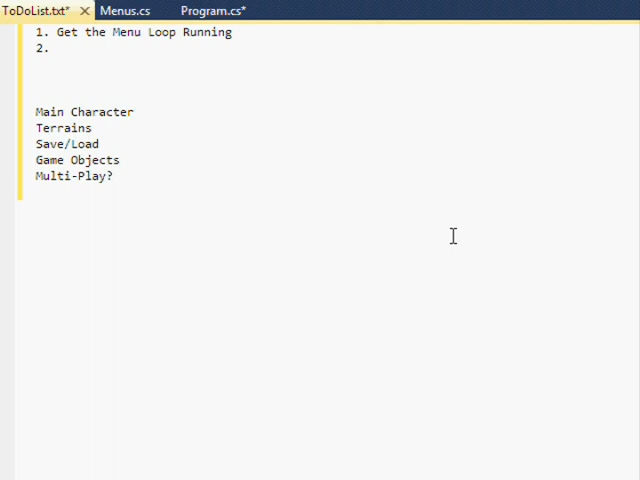 ToDoList.txt* Menus.cs Program.cs*
1. Get the Menu Loop Running
2.
Main Character
Terrains
Save/Load
Game Objects
Multi-Play?